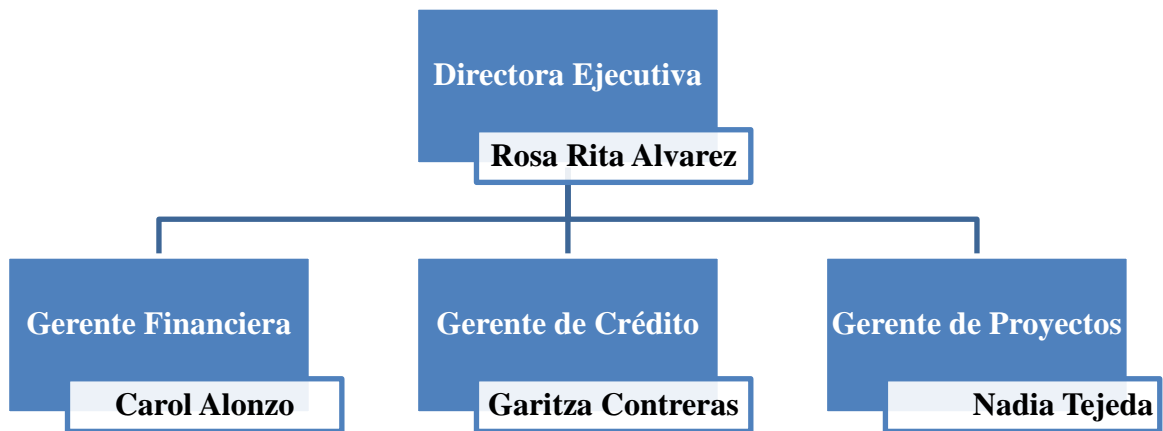 Directora Ejecutiva
Rosa Rita Alvarez
Gerente Financiera
Carol Alonzo
Gerente de Crédito
Garitza Contreras
Gerente de Proyectos
Nadia Tejeda